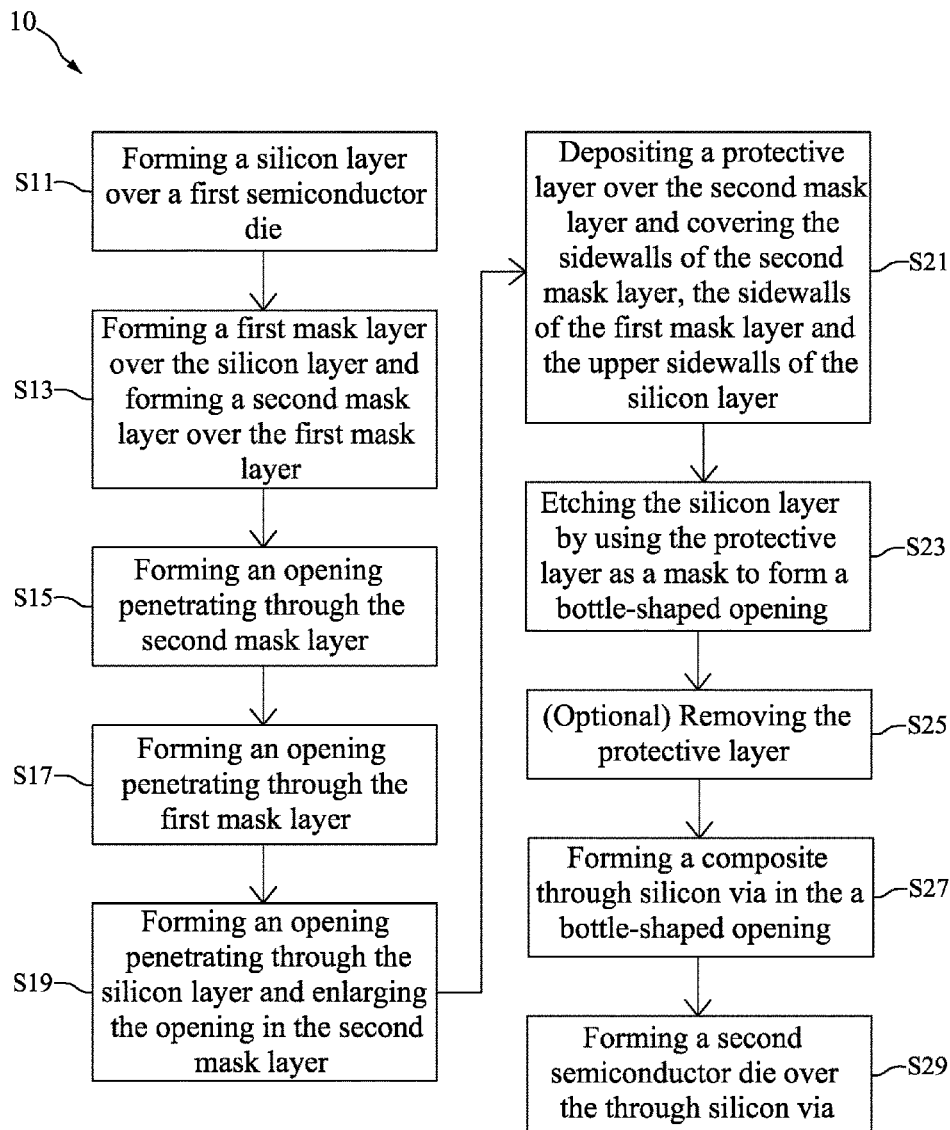 10
S11
Forming a silicon layer
over a first semiconductor
die
S13
Forming a first mask layer
over the silicon layer and
forming a second mask
layer over the first mask
layer
S15
Forming an opening
penetrating through the
second mask layer
S17
Forming an opening
penetrating through the
first mask layer
S19
Forming an opening
penetrating through the
silicon layer and enlarging
the opening in the second
mask layer
Depositing a protective
layer over the second mask
layer and covering the
sidewalls of the second
mask layer, the sidewalls
of the first mask layer and
the upper sidewalls of the
silicon layer
S21
Etching the silicon layer
by using the protective
layer as a mask to form a
bottle-shaped opening
S23
(Optional) Removing the
protective layer
S25
Forming a composite
through silicon via in the a
bottle-shaped opening
S27
Forming a second
semiconductor die over
the through silicon via
S29